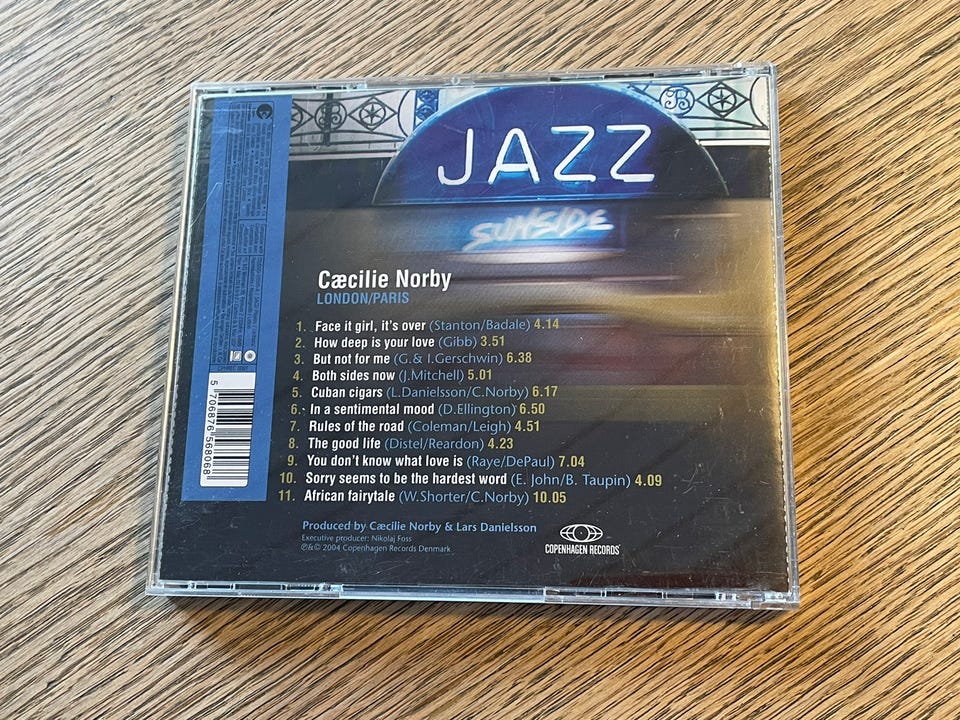 JAZZ
SUNSIDE
Cæcilie Norby
LONDON/PARIS
1. Face it girl, it's over (Stanton/Badale) 4.14
2. How deep is your love (Gibb) 3.51
3. But not for me (G.& I.Gerschwin) 6.38
4. Both sides now (J.Mitchell) 5.01
5. Cuban cigars (L.Danielsson/C.Norby) 6.17
6. In a sentimental mood (D.Ellington) 6.50
7. Rules of the road (Coleman/Leigh) 4.51
8. The good life (Distel/Reardon) 4.23
9. You don't know what love is (Raye/DePaul) 7.04
10. Sorry seems to be the hardest word (E. John/B. Taupin) 4.09
11. African fairytale (W.Shorter/C.Norby) 10.05
Produced by Cæcilie Norby & Lars Danielsson
Executive producer: Nikolaj Foss
℗&© 2004 Copenhagen Records Denmark
COPENHAGEN RECORDS
5 706876 568068